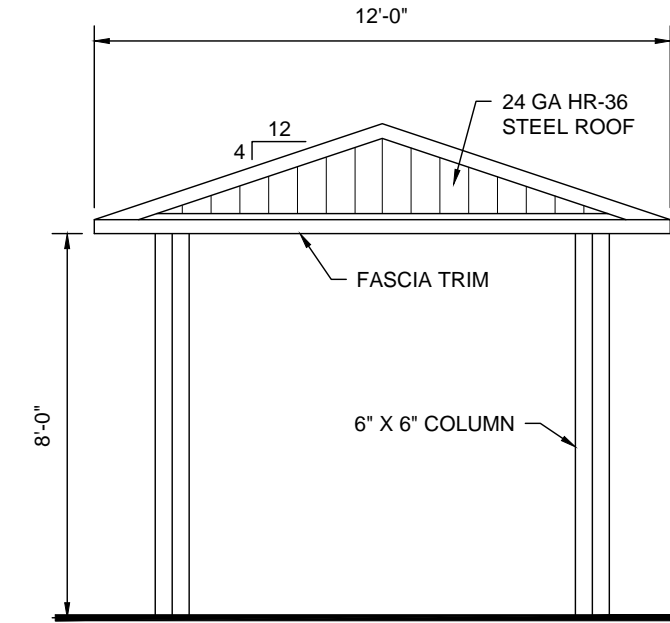 12'-0"
12
4
24 GA HR-36
STEEL ROOF
FASCIA TRIM
8'-0"
6" X 6" COLUMN